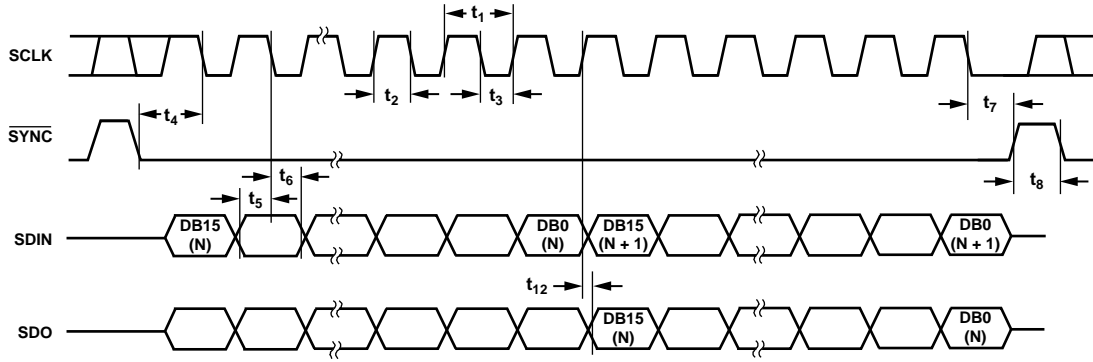 t1
SCLK
t2
t3
t4
t7
SYNC
t6
t5
t8
SDIN
DB15
(N)
DB0
(N)
DB15
(N + 1)
DB0
(N + 1)
t12
SDO
DB15
(N)
DB0
(N)